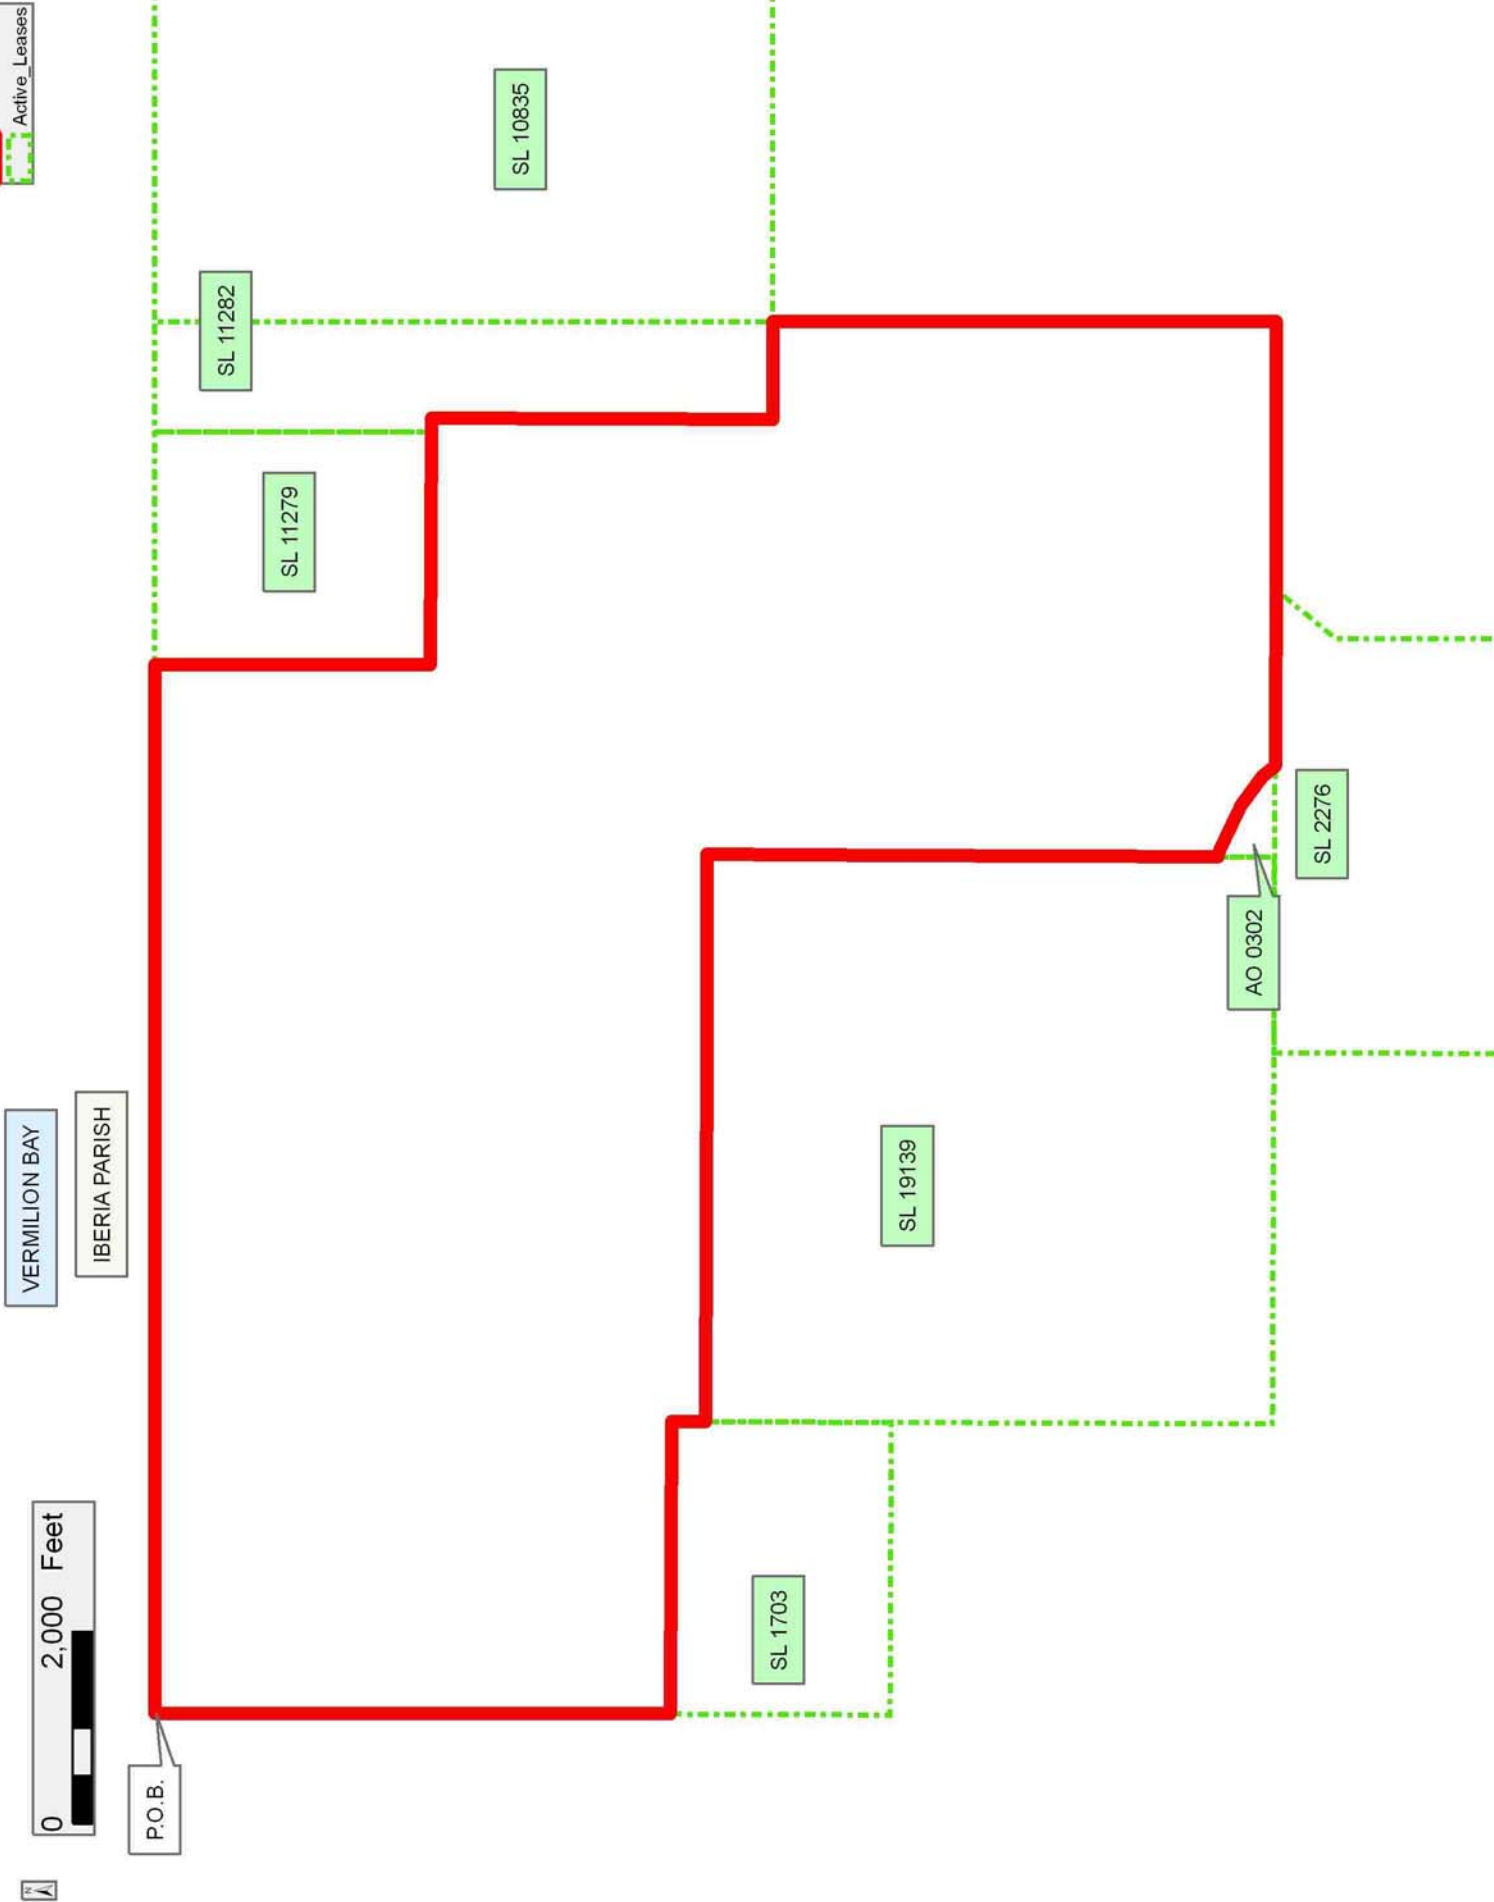 N
0 2,000 Feet
VERMILION BAY
IBERIA PARISH
Active_Leases
P.O.B.
SL 11282
SL 11279
SL 10835
SL 1703
SL 19139
AO 0302
SL 2276